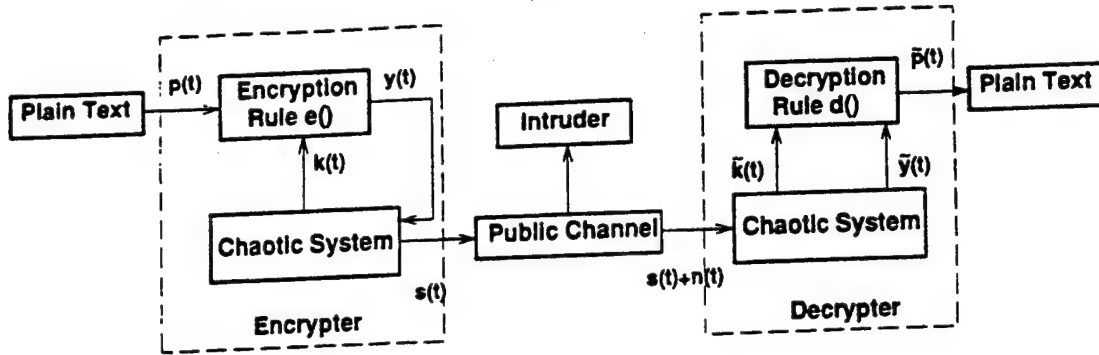 Plain Text
p(t)
Encryption
Rule e()
y(t)
k(t)
Chaotic System
s(t)
Encrypter
Intruder
Public Channel
s(t)+n(t)
Decryption
Rule d()
p̃(t)
Plain Text
k̃(t)
ỹ(t)
Chaotic System
Decrypter